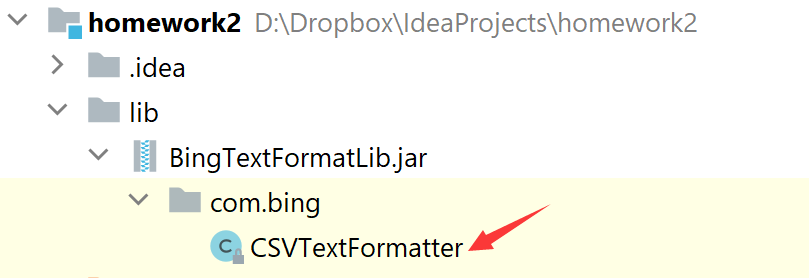 homework2 D:\Dropbox\IdeaProjects\homework2
.idea
lib
BingTextFormatLib.jar
com.bing
C CSVTextFormatter